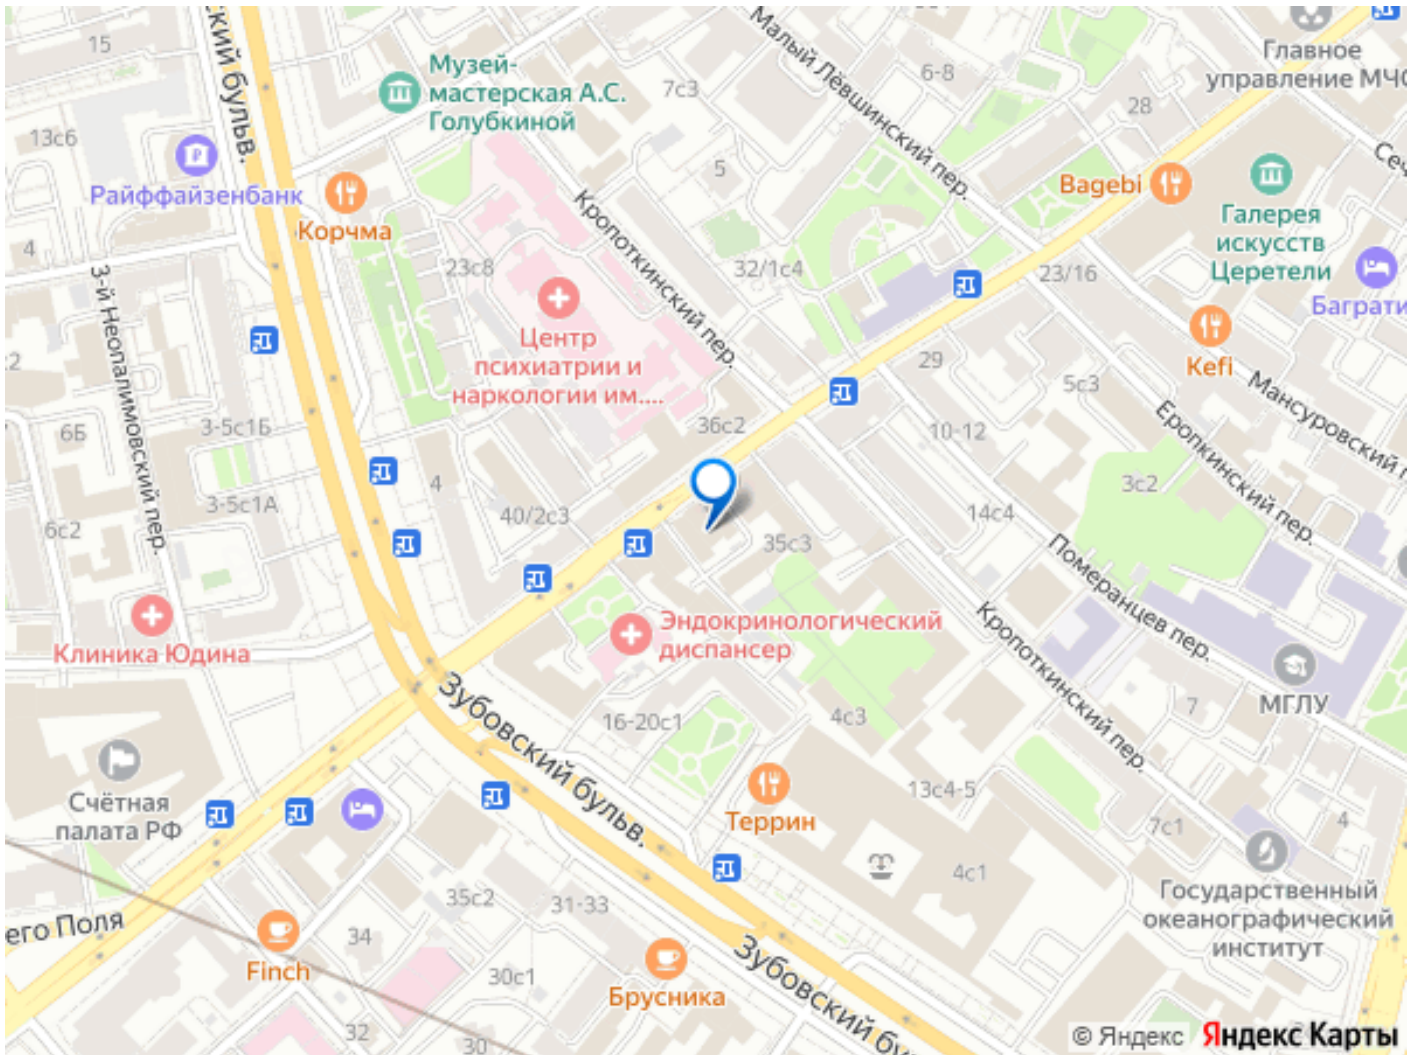 15
ский бульв.
Музей-
мастерская А.С.
Голубкиной
7с3
Малый Лёвшинский пер.
6-8
Главное
управление МЧС
28
13с6
Райффайзенбанк
Корчма
5
Bagebi
Сеч
Галерея
искусств
Церетели
Баграти
4
3-й Неопалимовский пер.
23с8
Кропоткинский пер.
32/1с4
23/16
Центр
психиатрии и
наркологии им....
29
Kefi
2
5с3
Мансуровский п
6Б
3-5с1Б
36с2
10-12
Еропкинский пер.
3-5с1А
4
3с2
6с2
40/2с3
35с3
14с4
Померанцев пер.
Клиника Юдина
Эндокринологический
диспансер
Кропоткинский пер.
МГЛУ
Зубовский бульв.
16-20с1
4с3
7
Счётная
палата РФ
Террин
13с4-5
7с1
4
его Поля
35с2
31-33
4с1
Государственный
океанографический
институт
Finch
34
30с1
Брусника
Зубовский бу
32
30
© Яндекс Яндекс Карты